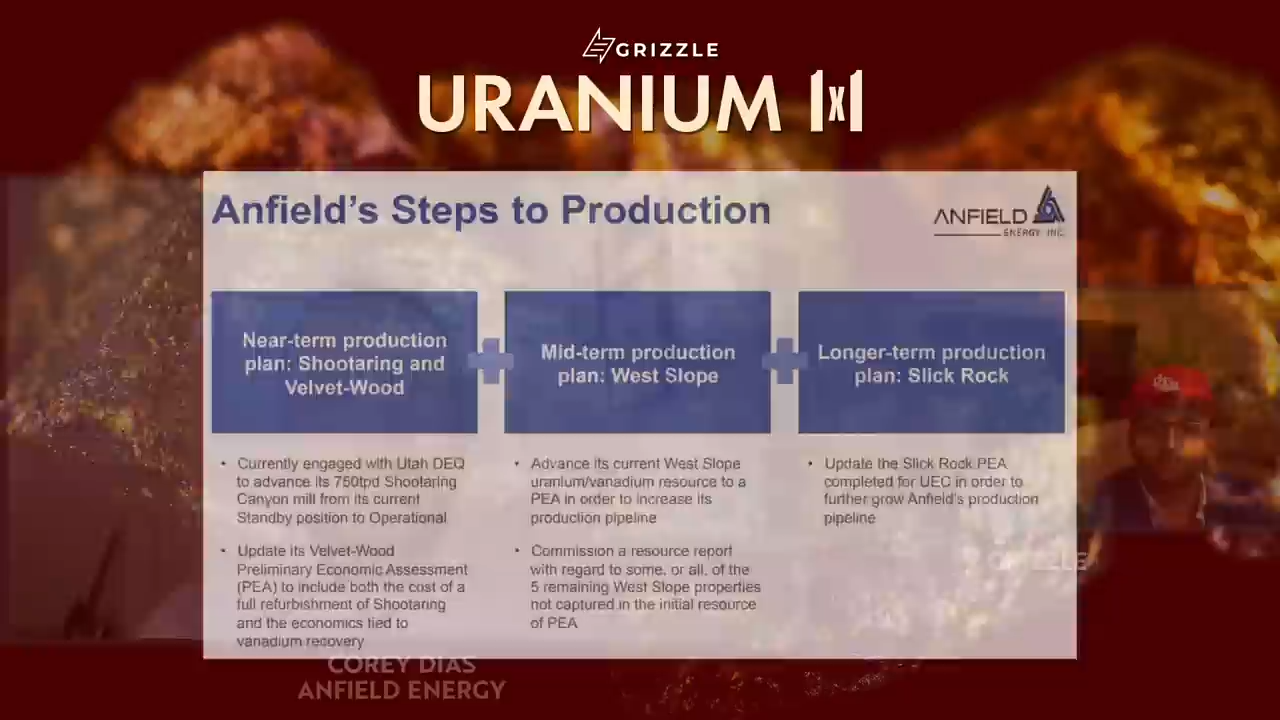 GRIZZLE
URANIUM 1x1
Anfield's Steps to Production
ANFIELD
ENERGY INC.
Near-term production
plan: Shootaring and
Velvet-Wood
Mid-term production
plan: West Slope
Longer-term production
plan: Slick Rock
• Currently engaged with Utah DEQ
to advance its 750tpd Shootaring
Canyon mill from its current
Standby position to Operational
• Update its Velvet-Wood
Preliminary Economic Assessment
(PEA) to include both the cost of a
full refurbishment of Shootaring
and the economics tied to
vanadium recovery
• Advance its current West Slope
uranium/vanadium resource to a
PEA in order to increase its
production pipeline
• Commission a resource report
with regard to some, or all, of the
5 remaining West Slope properties
not captured in the initial resource
of PEA
• Update the Slick Rock PEA
completed for UEC in order to
further grow Anfield's production
pipeline
GRIZZLE
COREY DIAS
ANFIELD ENERGY